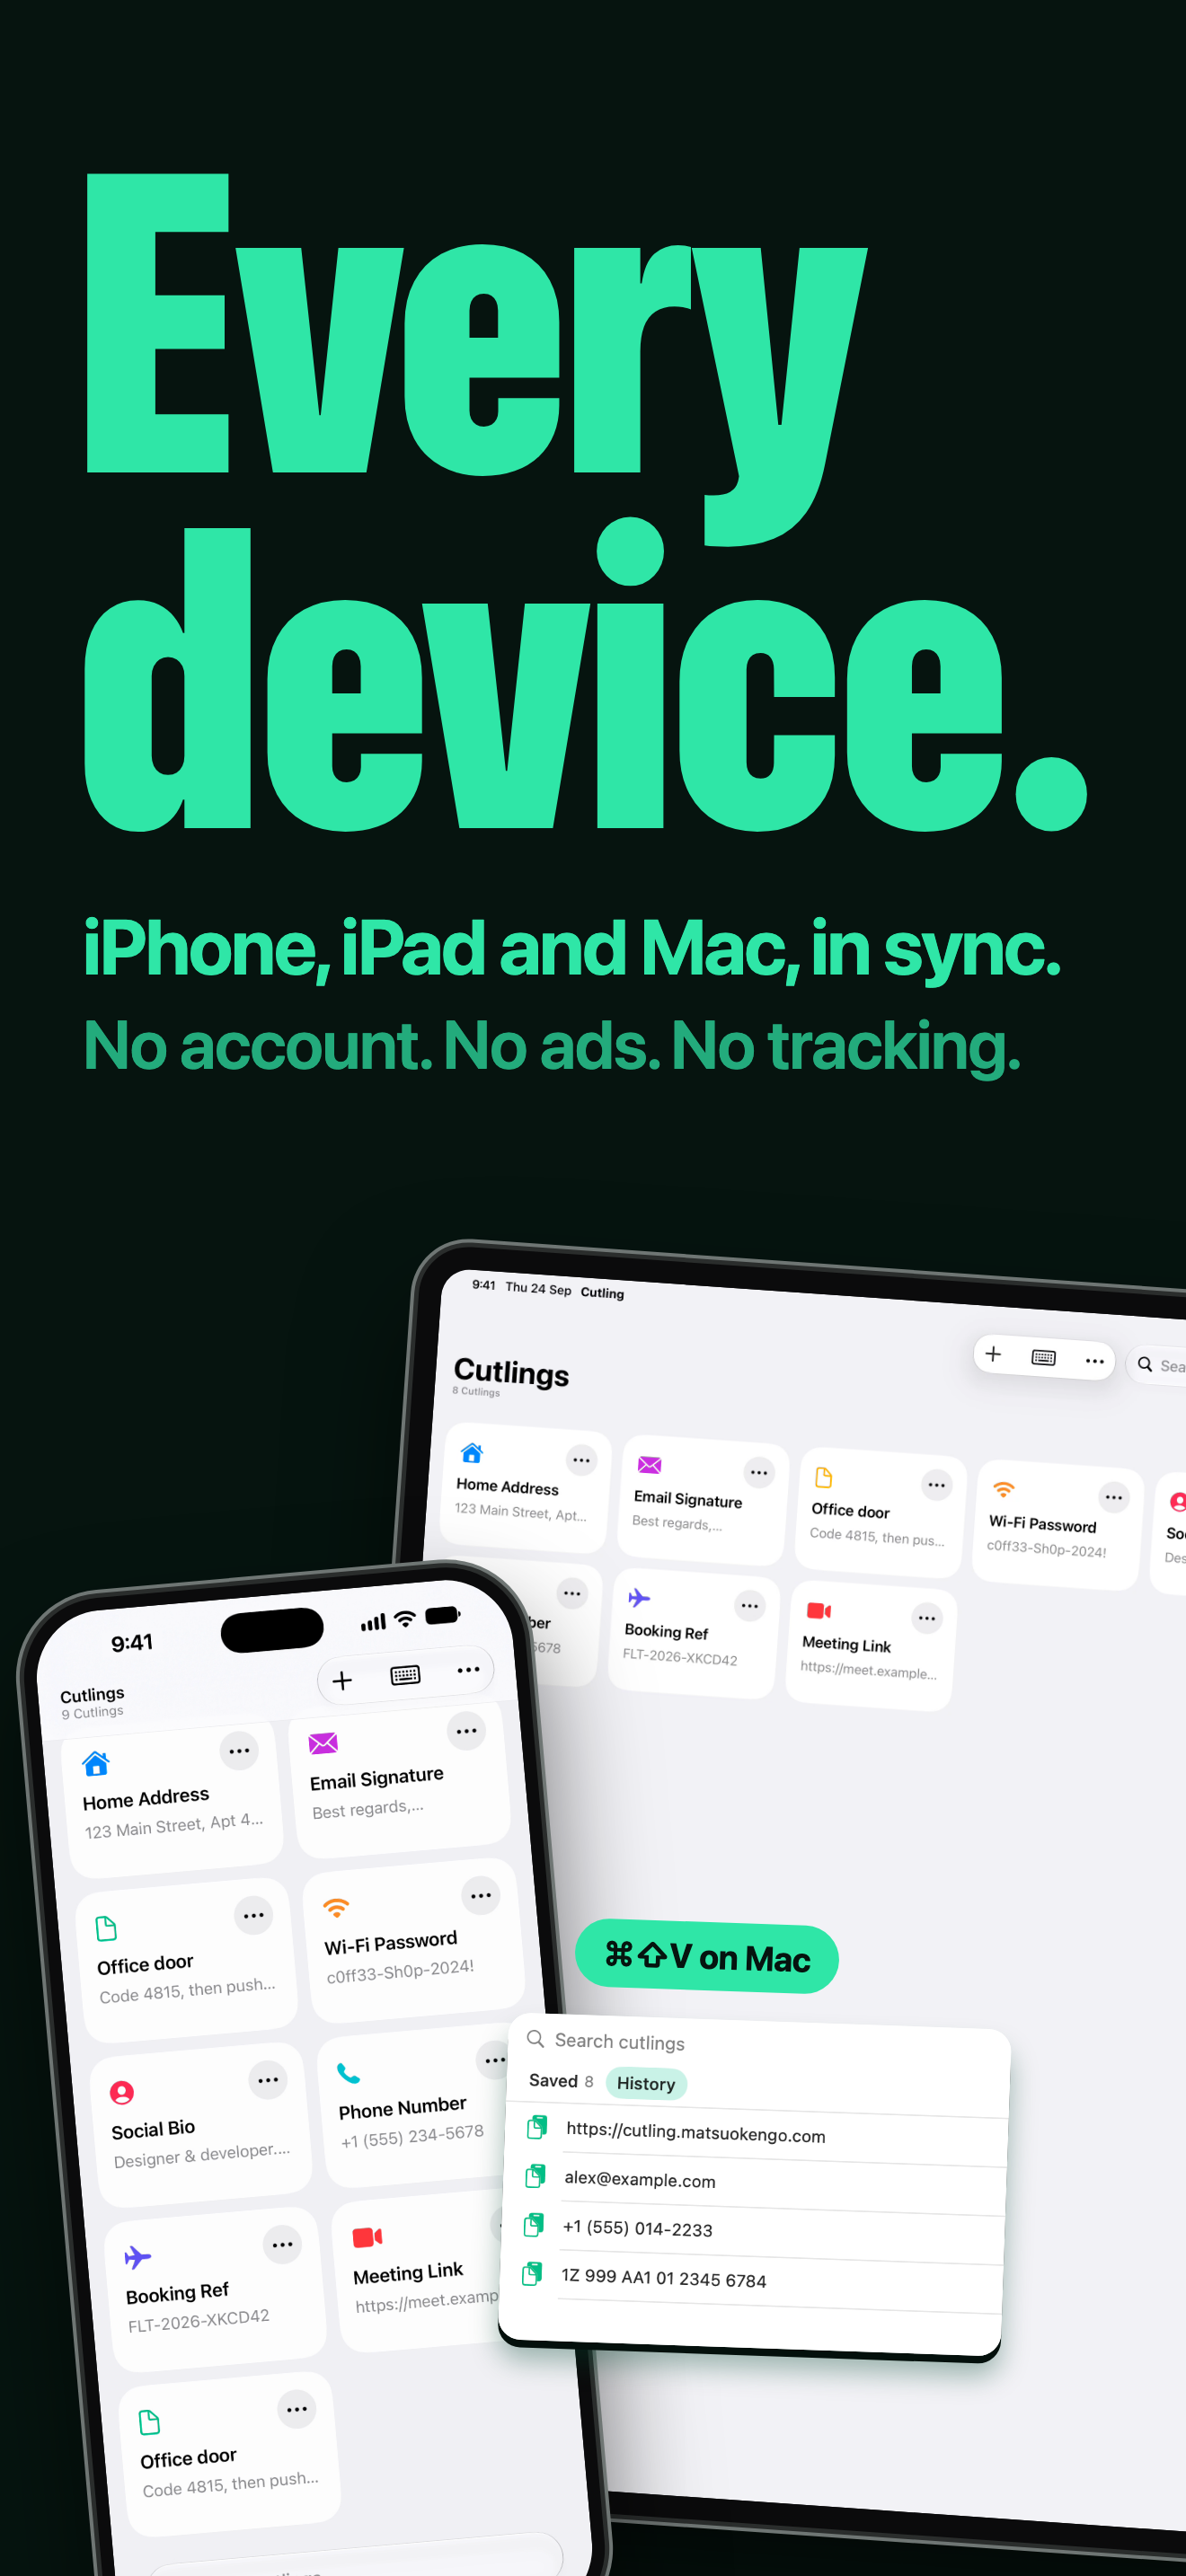 Every
device.
iPhone, iPad and Mac, in sync.
No account. No ads. No tracking.
9:41 Thu 24 Sep Cutling
Cutlings
8 Cutlings
Home Address
123 Main Street, Apt...
Email Signature
Best regards,...
Office door
Code 4815, then pus...
Wi-Fi Password
c0ff33-Sh0p-2024!
Booking Ref
FLT-2026-XKCD42
Meeting Link
https://meet.example...
9:41
Cutlings
9 Cutlings
Home Address
123 Main Street, Apt 4...
Email Signature
Best regards,...
Office door
Code 4815, then push...
Wi-Fi Password
c0ff33-Sh0p-2024!
Social Bio
Designer & developer....
Phone Number
+1 (555) 234-5678
Booking Ref
FLT-2026-XKCD42
Meeting Link
https://meet.examp
Office door
Code 4815, then push...
⌘⇧V on Mac
Search cutlings
Saved 8 History
https://cutling.matsuokengo.com
alex@example.com
+1 (555) 014-2233
1Z 999 AA1 01 2345 6784